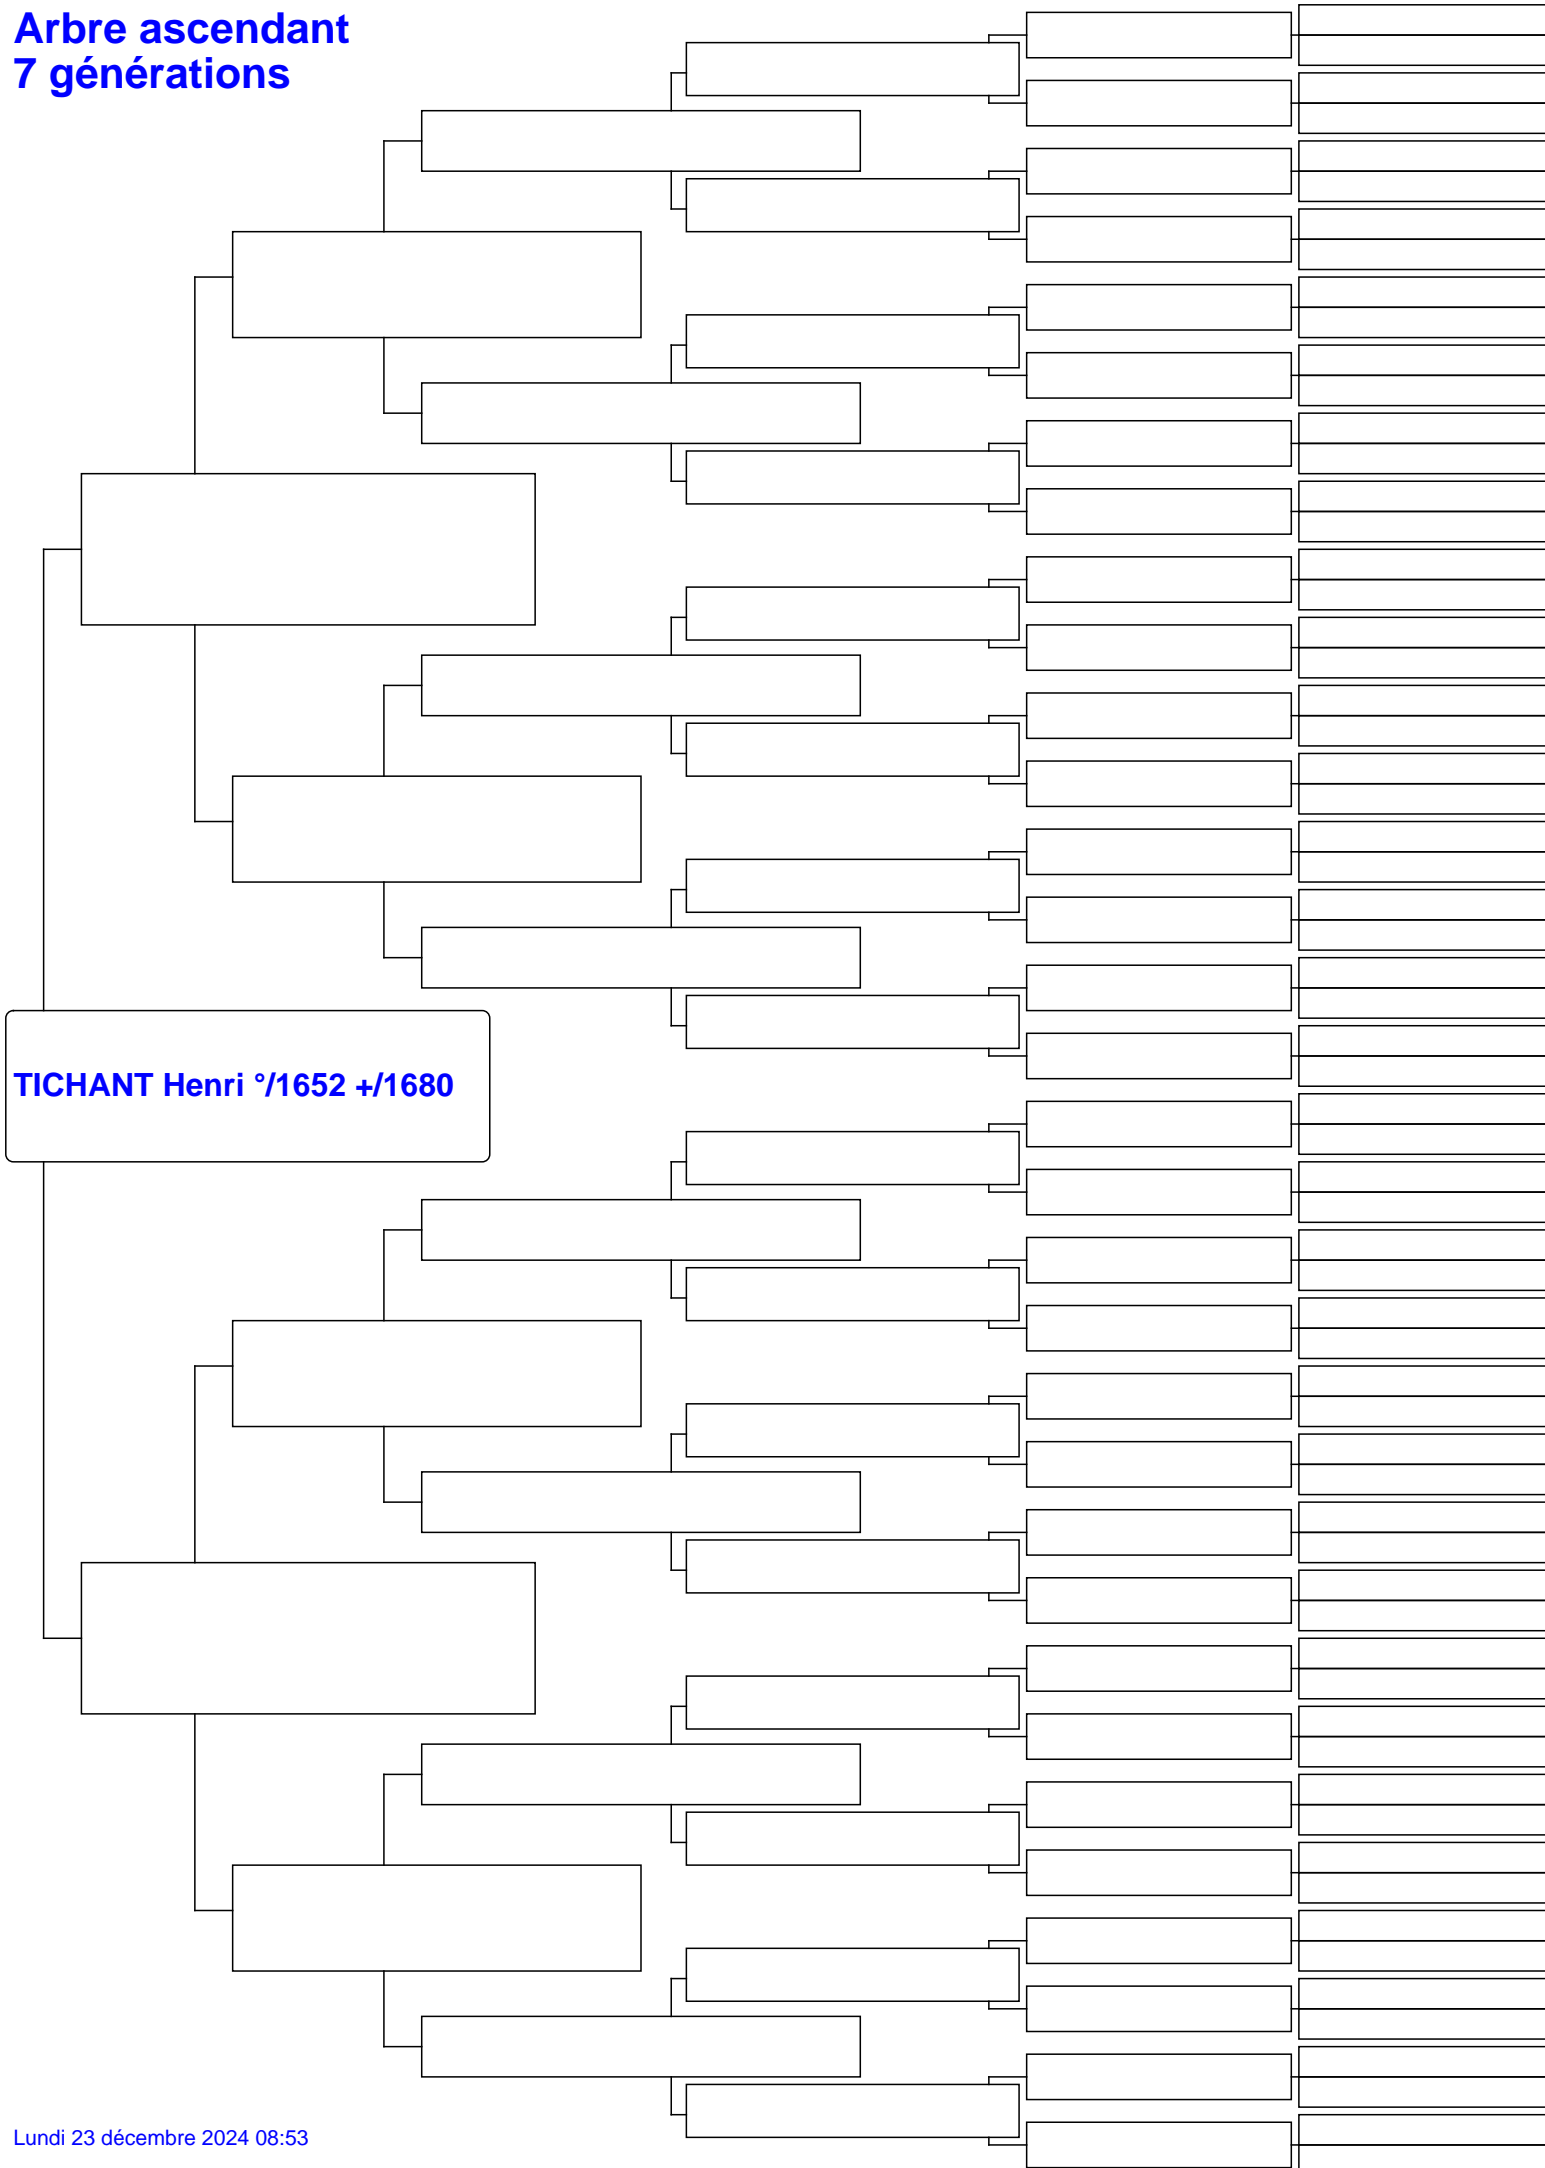 Arbre ascendant
7 générations
TICHANT Henri °/1652 +/1680
Lundi 23 décembre 2024 08:53